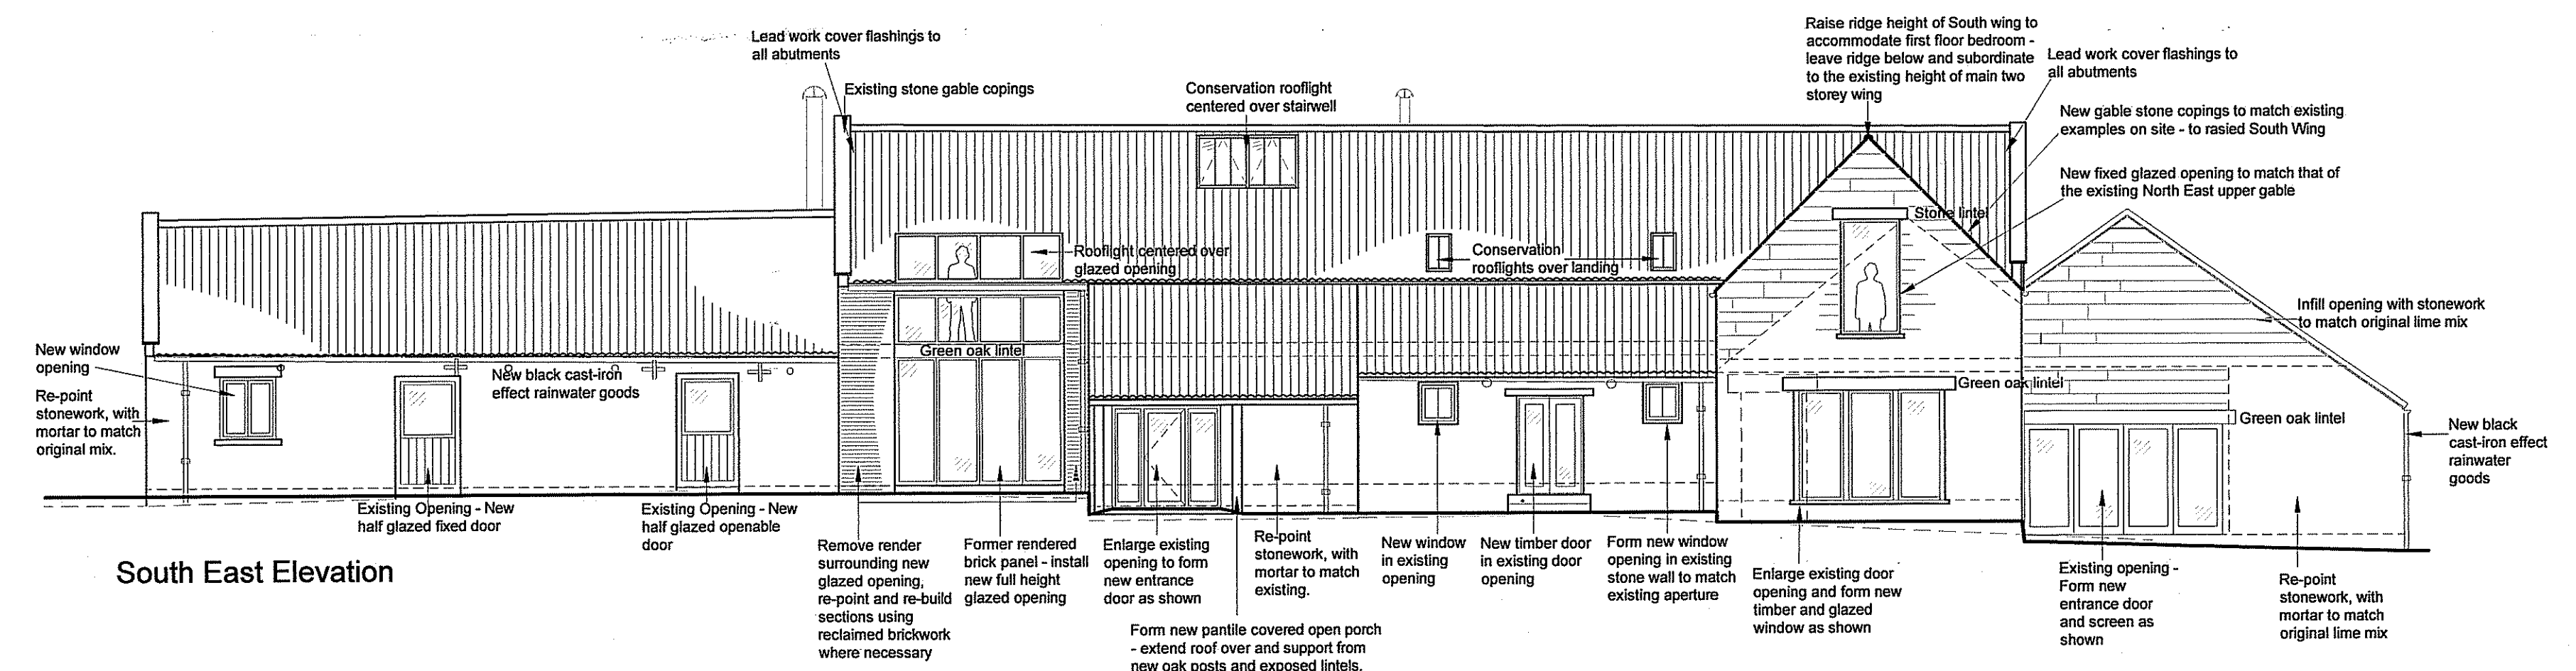 Lead work cover flashings to
all abutments
Existing stone gable copings
Conservation rooflight
centered over stairwell
Raise ridge height of South wing to
accommodate first floor bedroom -
leave ridge below and subordinate
to the existing height of main two
storey wing
Lead work cover flashings to
all abutments
New gable stone copings to match existing
examples on site - to rasied South Wing
New fixed glazed opening to match that of
the existing North East upper gable
Stone lintel
Rooflight centered over
glazed opening
Conservation
rooflights over landing
Infill opening with stonework
to match original lime mix
New window
opening
Re-point
stonework, with
mortar to match
original mix.
New black cast-iron
effect rainwater goods
Green oak lintel
Green oak lintel
Green oak lintel
New black
cast-iron effect
rainwater
goods
Existing Opening - New
half glazed fixed door
Existing Opening - New
half glazed openable
door
Remove render
surrounding new
glazed opening,
re-point and re-build
sections using
reclaimed brickwork
where necessary
Former rendered
brick panel - install
new full height
glazed opening
Enlarge existing
opening to form
new entrance
door as shown
Re-point
stonework, with
mortar to match
existing.
Form new pantile covered open porch
- extend roof over and support from
new oak posts and exposed lintels.
New window
in existing
opening
New timber door
in existing door
opening
Form new window
opening in existing
stone wall to match
existing aperture
Enlarge existing door
opening and form new
timber and glazed
window as shown
Existing opening -
Form new
entrance door
and screen as
shown
Re-point
stonework, with
mortar to match
original lime mix
South East Elevation